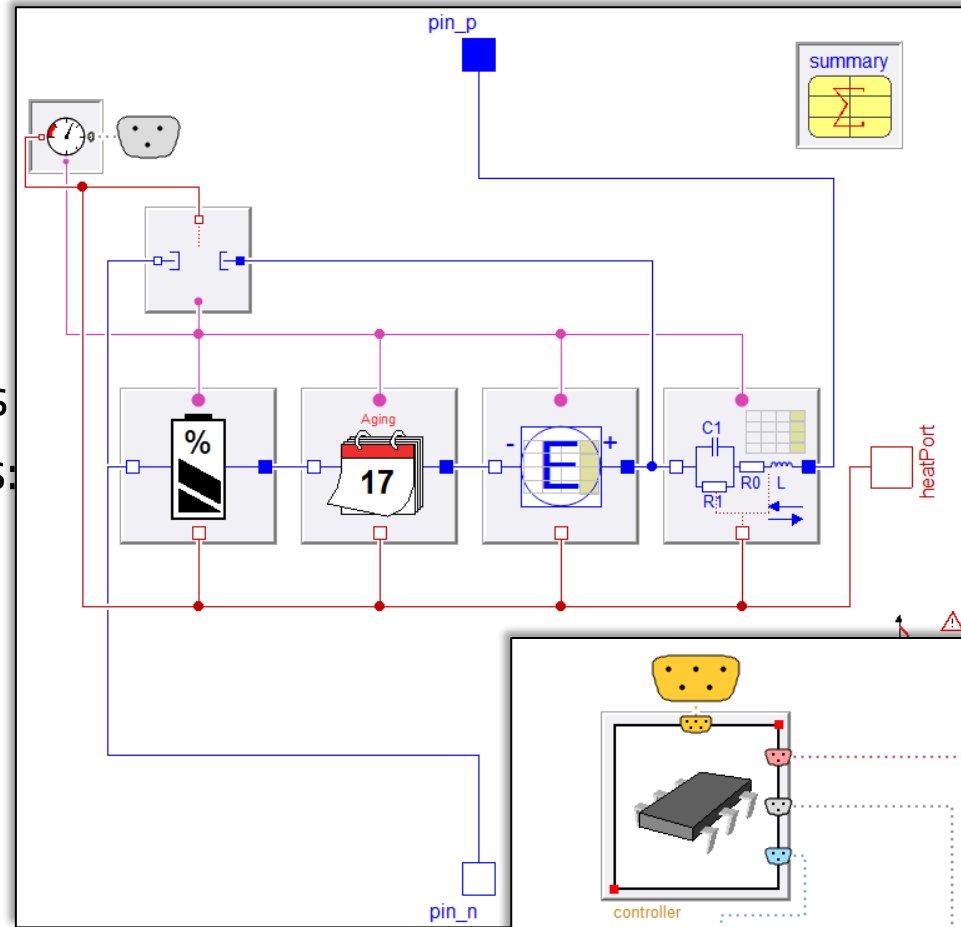 pin_p
summary
s
s:
%
Aging
17
-
E
+
C1
R1
R0
L
heatPort
pin_n
controller